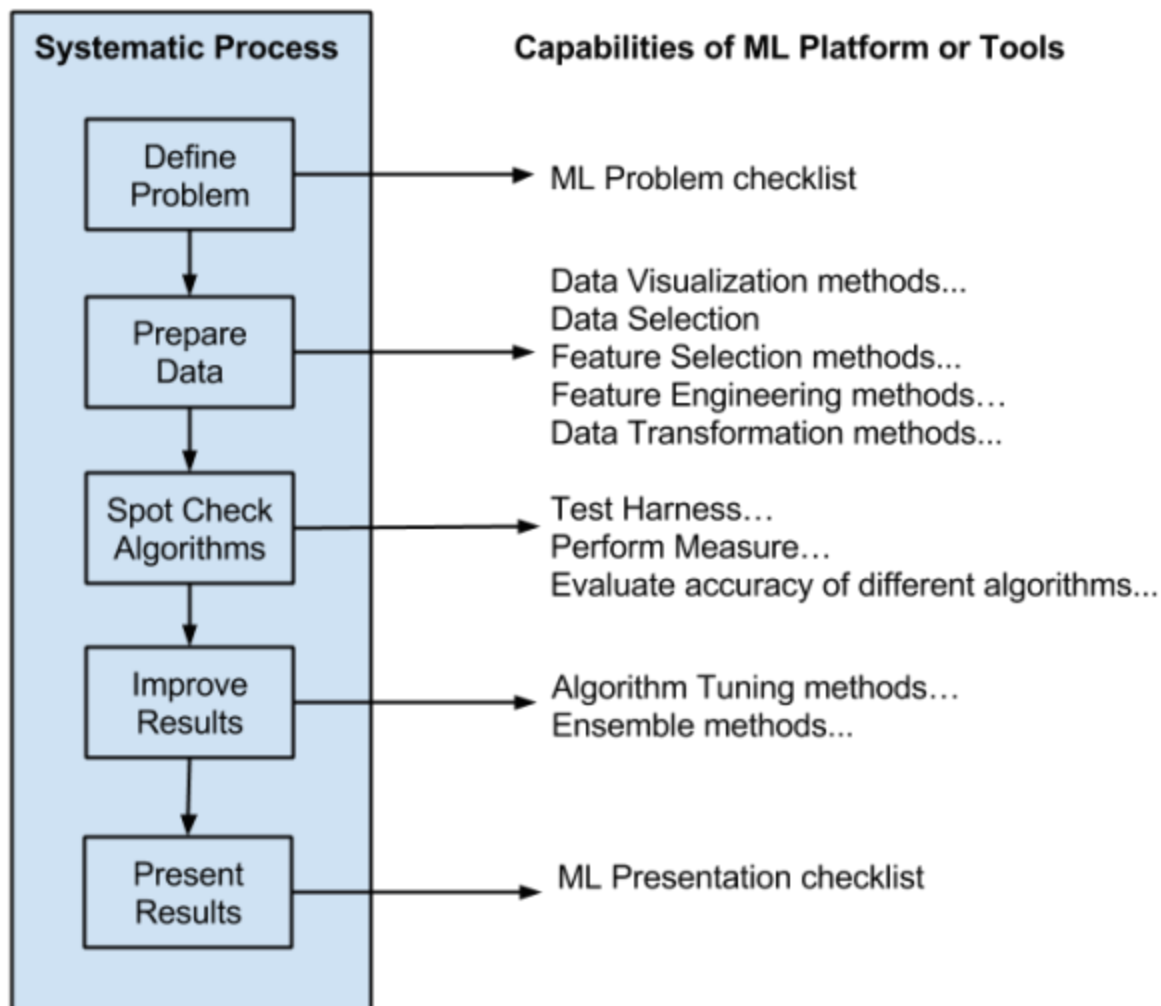 Systematic Process
Capabilities of ML Platform or Tools
Define
Problem
ML Problem checklist
Prepare
Data
Data Visualization methods...
Data Selection
Feature Selection methods...
Feature Engineering methods…
Data Transformation methods...
Spot Check
Algorithms
Test Harness…
Perform Measure…
Evaluate accuracy of different algorithms...
Improve
Results
Algorithm Tuning methods…
Ensemble methods...
Present
Results
ML Presentation checklist